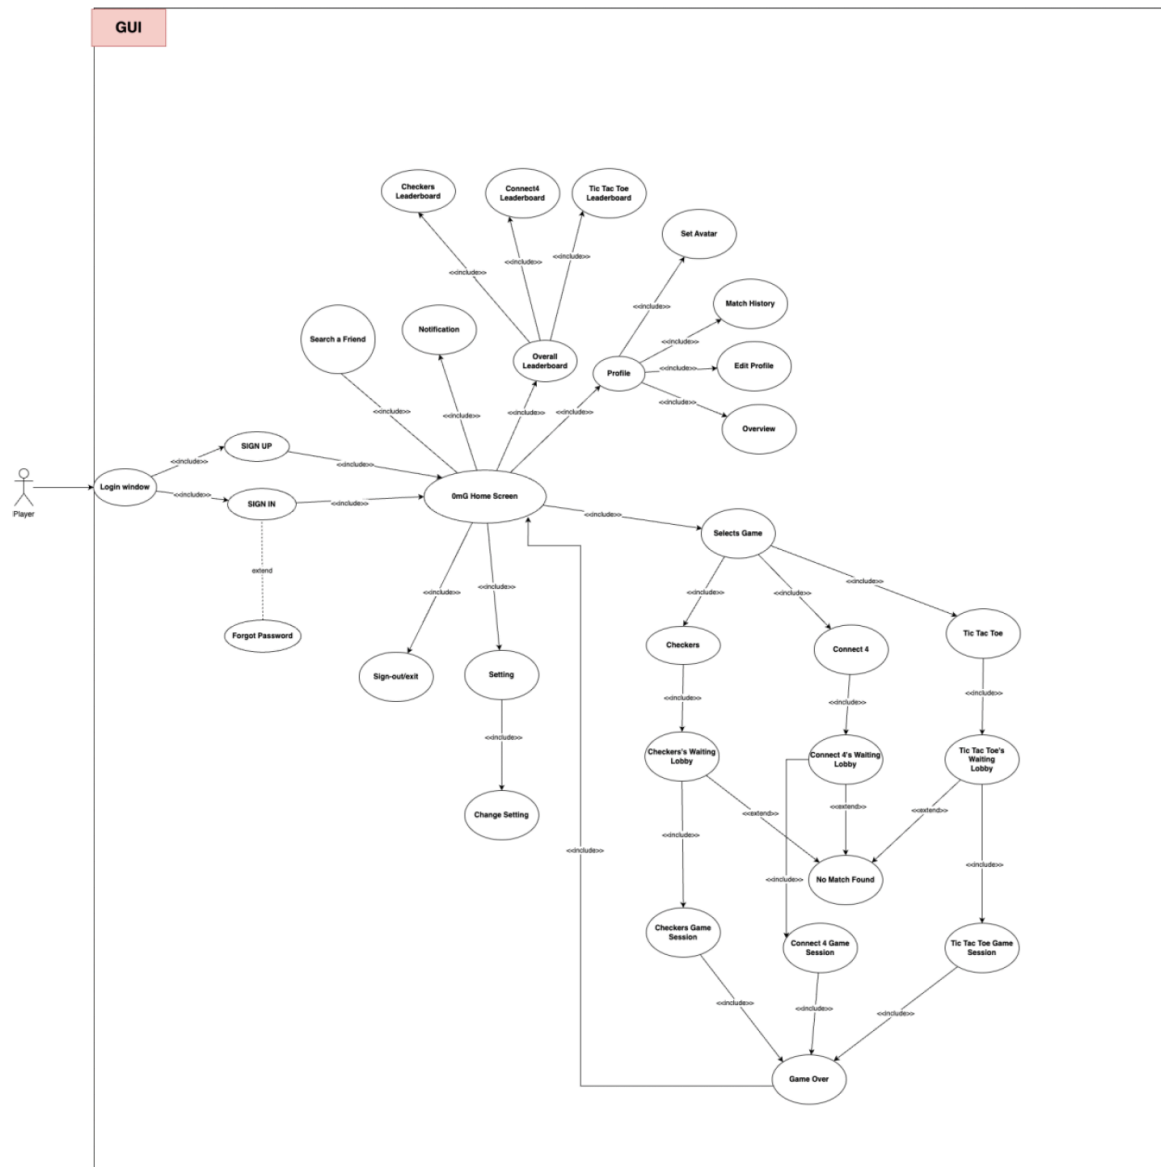 GUI
Checkers
Leaderboard
Connect4
Leaderboard
Tic Tac Toe
Leaderboard
Set Avatar
<<include>>
<<include>>
<<include>>
<<include>>
Match History
Search a Friend
Notification
Overall
Leaderboard
<<include>>
Profile
<<include>>
Edit Profile
<<include>>
<<include>>
<<include>>
<<include>>
<<include>>
Overview
SIGN UP
<<include>>
<<include>>
Login window
<<include>>
SIGN IN
<<include>>
0mG Home Screen
<<include>>
Selects Game
Player
extend
<<include>>
<<include>>
<<include>>
<<include>>
<<include>>
Forgot Password
Checkers
Connect 4
Tic Tac Toe
Sign-out/exit
Setting
<<include>>
<<include>>
<<include>>
<<include>>
Checkers's Waiting
Lobby
Connect 4's Waiting
Lobby
Tic Tac Toe's
Waiting
Lobby
Change Setting
<<extend>>
<<extend>>
<<extend>>
<<include>>
<<include>>
<<include>>
<<include>>
<<include>>
No Match Found
Checkers Game
Session
Connect 4 Game
Session
Tic Tac Toe Game
Session
<<include>>
<<include>>
<<include>>
Game Over